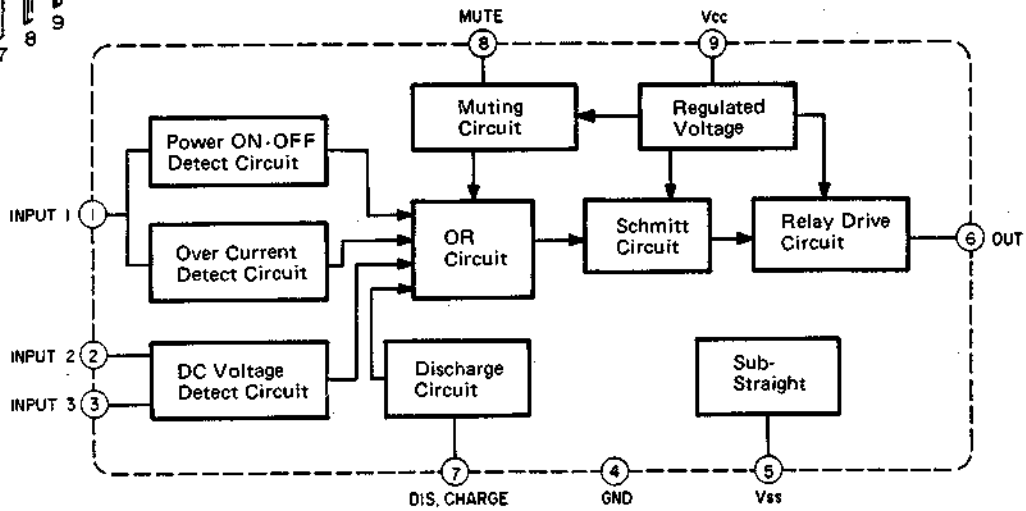 7
8
9
MUTE
8
Vcc
9
Muting
Circuit
Regulated
Voltage
Power ON-OFF
Detect Circuit
INPUT 1
1
Over Current
Detect Circuit
OR
Circuit
Schmitt
Circuit
Relay Drive
Circuit
6
OUT
INPUT 2
2
INPUT 3
3
DC Voltage
Detect Circuit
Discharge
Circuit
Sub-
Straight
7
DIS, CHARGE
4
GND
5
Vss